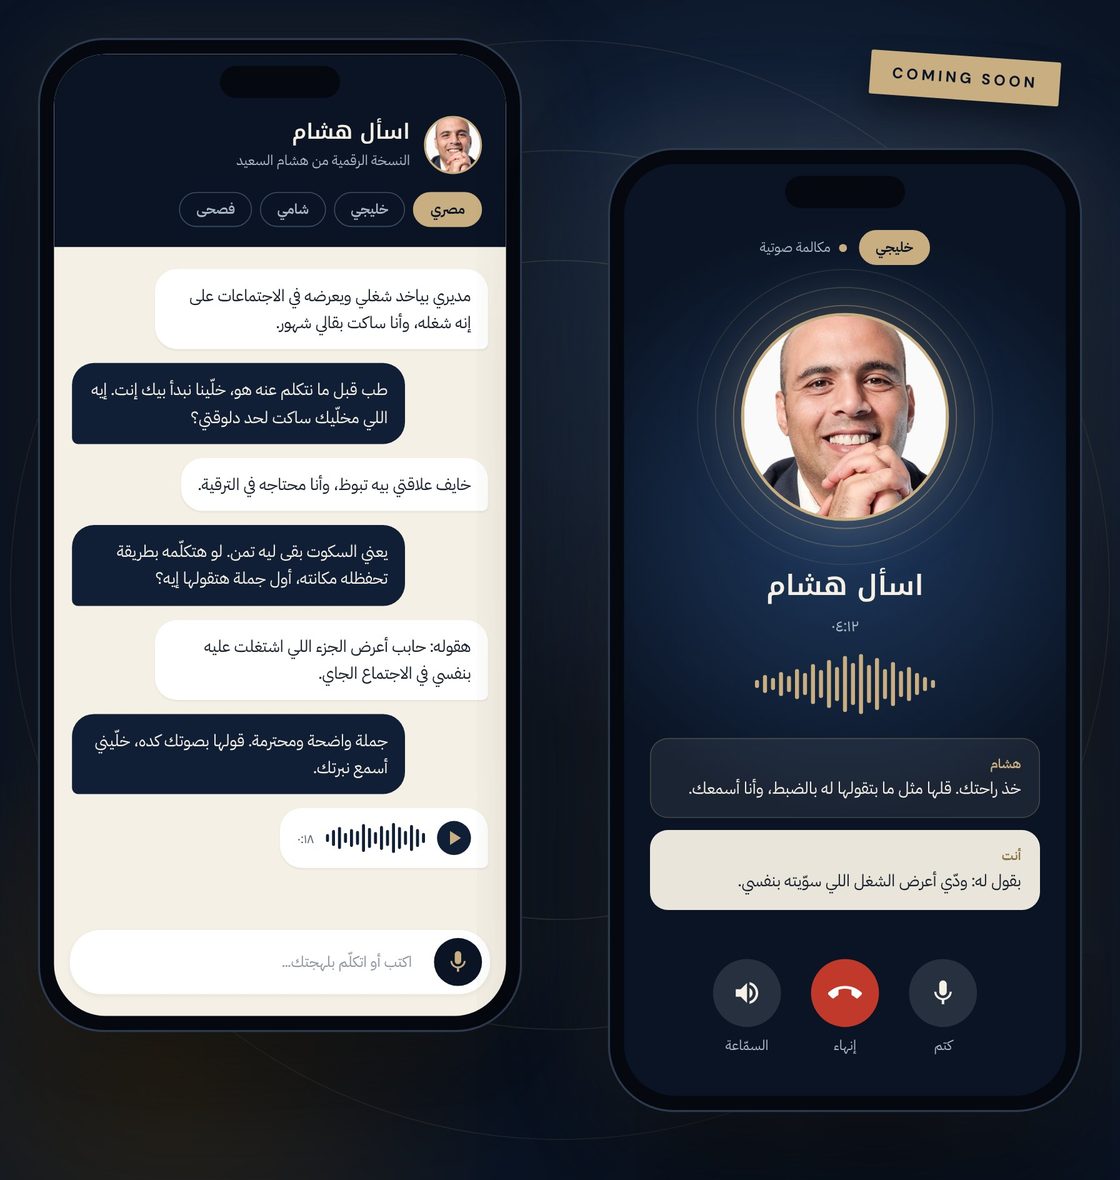 COMING SOON
اسأل هشام
النسخة الرقمية من هشام السعيد
مصري
خليجي
شامي
فصحى
مديري بياخد شغلي ويعرضه في الاجتماعات على
إنه شغله، وأنا ساكت بقالي شهور.
طب قبل ما نتكلم عنه هو، خلّينا نبدأ بيك إنت. إيه
اللي مخلّيك ساكت لحد دلوقتي؟
خايف علاقتي بيه تبوظ، وأنا محتاجه في الترقية.
يعني السكوت بقى ليه تمن. لو هتكلّمه بطريقة
تحفظله مكانته، أول جملة هتقولها إيه؟
هقوله: حابب أعرض الجزء اللي اشتغلت عليه
بنفسي في الاجتماع الجاي.
جملة واضحة ومحترمة. قولها بصوتك كده، خلّيني
أسمع نبرتك.
٠:١٨
اكتب أو اتكلّم بلهجتك...
خليجي
مكالمة صوتية
اسأل هشام
٠٤:١٢
هشام
خذ راحتك. قلها مثل ما بتقولها له بالضبط، وأنا أسمعك.
أنت
بقول له: ودّي أعرض الشغل اللي سوّيته بنفسي.
كتم
إنهاء
السمّاعة